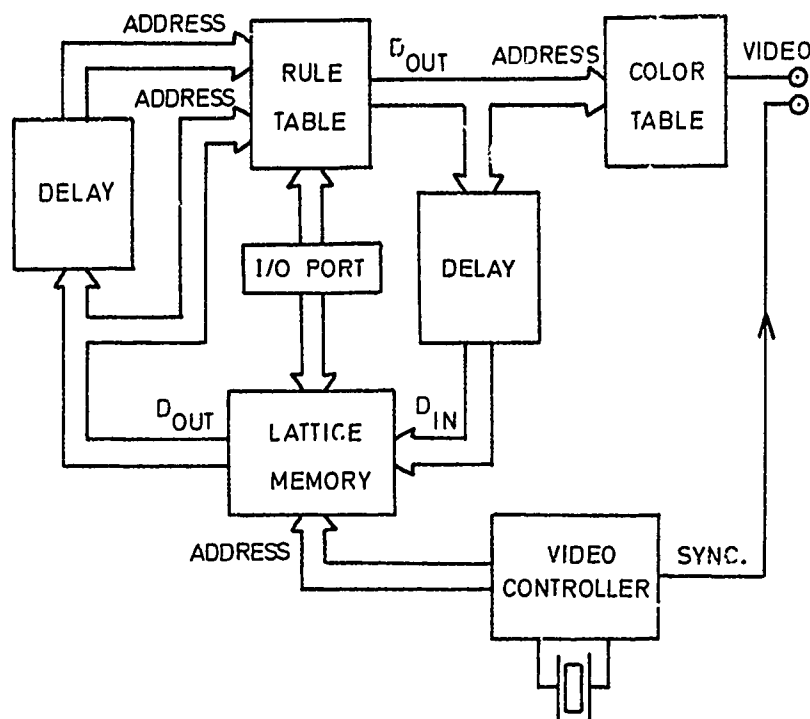 ADDRESS
RULE
TABLE
DOUT
ADDRESS
COLOR
TABLE
VIDEO
ADDRESS
DELAY
I/O PORT
DELAY
DOUT
LATTICE
MEMORY
DIN
ADDRESS
VIDEO
CONTROLLER
SYNC.